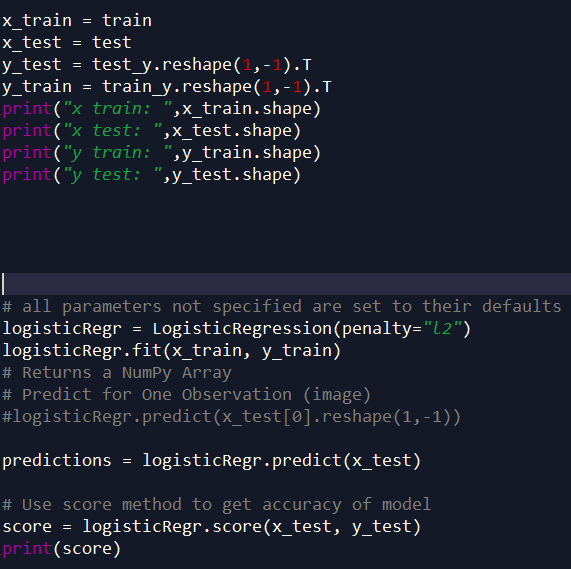 x_train = train
x_test = test
y_test = test_y.reshape(1,-1).T
y_train = train_y.reshape(1,-1).T
print("x train: ",x_train.shape)
print("x test: ",x_test.shape)
print("y train: ",y_train.shape)
print("y test: ",y_test.shape)
# all parameters not specified are set to their defaults
logisticRegr = LogisticRegression(penalty="l2")
logisticRegr.fit(x_train, y_train)
# Returns a NumPy Array
# Predict for One Observation (image)
#logisticRegr.predict(x_test[0].reshape(1,-1))
predictions = logisticRegr.predict(x_test)
# Use score method to get accuracy of model
score = logisticRegr.score(x_test, y_test)
print(score)